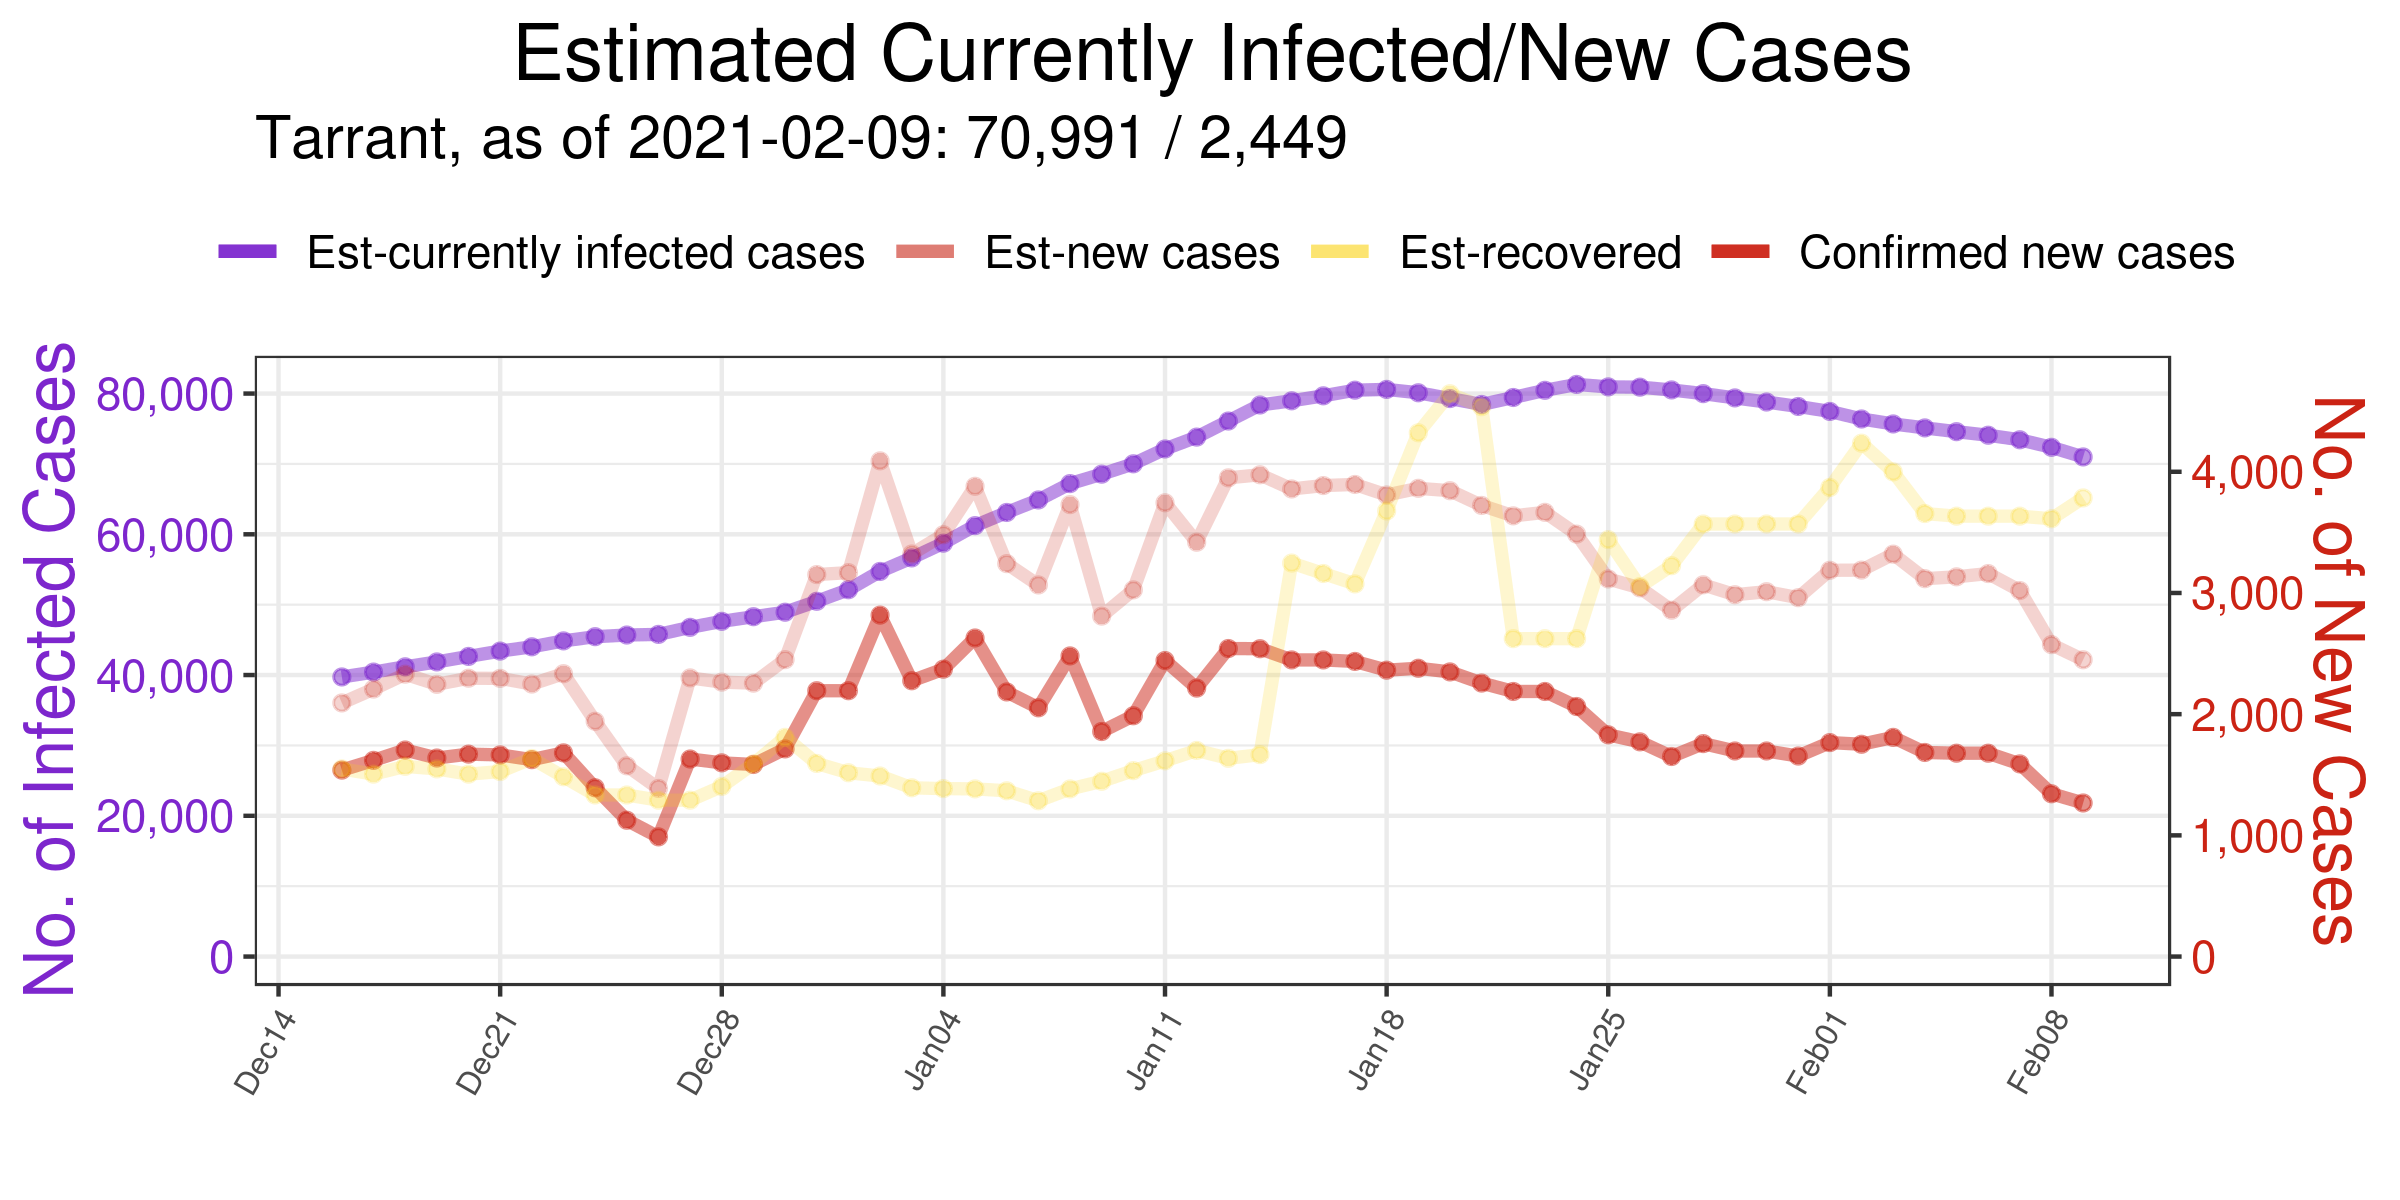 Estimated Currently Infected/New Cases
Tarrant, as of 2021-02-09: 70,991 / 2,449
Est-currently infected cases Est-new cases Est-recovered Confirmed new cases
No. of Infected Cases
80,000
60,000
40,000
20,000
0
4,000
3,000
2,000
1,000
0
No. of New Cases
Dec14 Dec21 Dec28 Jan04 Jan11 Jan18 Jan25 Feb01 Feb08